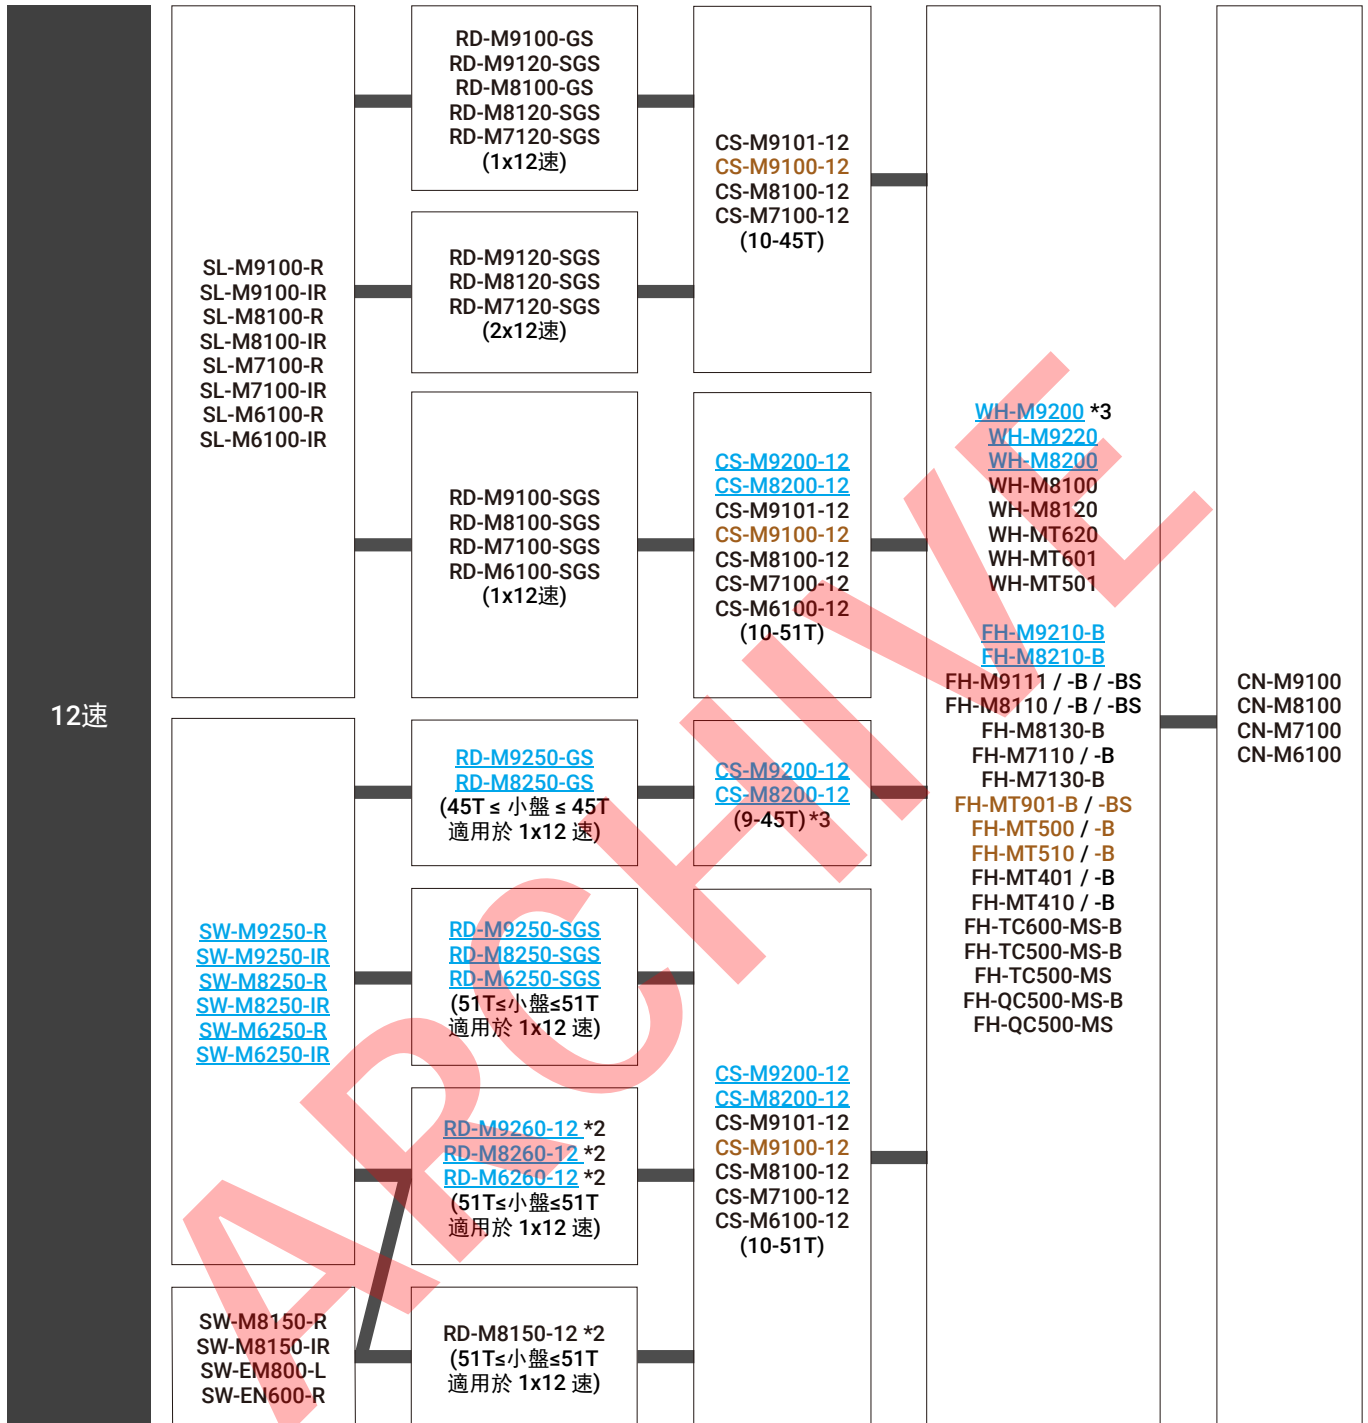 12速
SL-M9100-R
SL-M9100-IR
SL-M8100-R
SL-M8100-IR
SL-M7100-R
SL-M7100-IR
SL-M6100-R
SL-M6100-IR
RD-M9100-GS
RD-M9120-SGS
RD-M8100-GS
RD-M8120-SGS
RD-M7120-SGS
(1x12速)
RD-M9120-SGS
RD-M8120-SGS
RD-M7120-SGS
(2x12速)
CS-M9101-12
CS-M9100-12
CS-M8100-12
CS-M7100-12
(10-45T)
RD-M9100-SGS
RD-M8100-SGS
RD-M7100-SGS
RD-M6100-SGS
(1x12速)
CS-M9200-12
CS-M8200-12
CS-M9101-12
CS-M9100-12
CS-M8100-12
CS-M7100-12
CS-M6100-12
(10-51T)
SW-M9250-R
SW-M9250-IR
SW-M8250-R
SW-M8250-IR
SW-M6250-R
SW-M6250-IR
RD-M9250-GS
RD-M8250-GS
(45T ≤ 小盤 ≤ 45T
適用於 1x12 速)
CS-M9200-12
CS-M8200-12
(9-45T) *3
RD-M9250-SGS
RD-M8250-SGS
RD-M6250-SGS
(51T≤小盤≤51T
適用於 1x12 速)
RD-M9260-12 *2
RD-M8260-12 *2
RD-M6260-12 *2
(51T≤小盤≤51T
適用於 1x12 速)
SW-M8150-R
SW-M8150-IR
SW-EM800-L
SW-EN600-R
RD-M8150-12 *2
(51T≤小盤≤51T
適用於 1x12 速)
CS-M9200-12
CS-M8200-12
CS-M9101-12
CS-M9100-12
CS-M8100-12
CS-M7100-12
CS-M6100-12
(10-51T)
WH-M9200 *3
WH-M9220
WH-M8200
WH-M8100
WH-M8120
WH-MT620
WH-MT601
WH-MT501
FH-M9210-B
FH-M8210-B
FH-M9111 / -B / -BS
FH-M8110 / -B / -BS
FH-M8130-B
FH-M7110 / -B
FH-M7130-B
FH-MT901-B / -BS
FH-MT500 / -B
FH-MT510 / -B
FH-MT401 / -B
FH-MT410 / -B
FH-TC600-MS-B
FH-TC500-MS-B
FH-TC500-MS
FH-QC500-MS-B
FH-QC500-MS
CN-M9100
CN-M8100
CN-M7100
CN-M6100
ARCHIVE